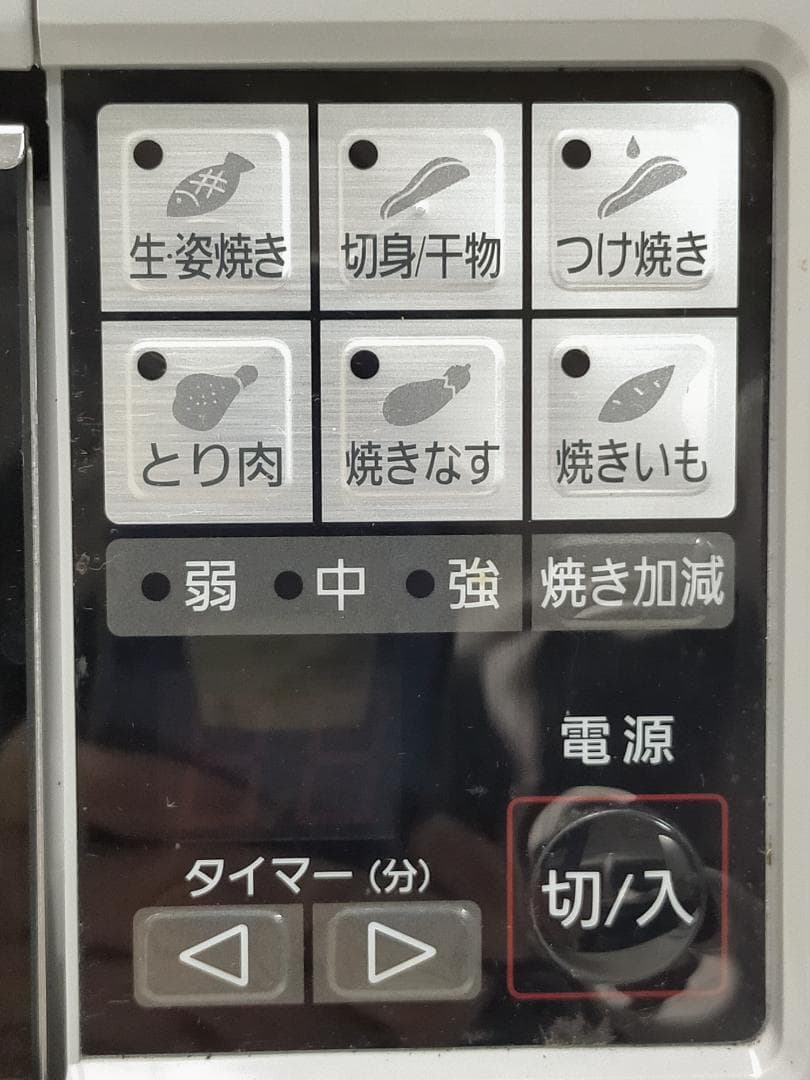 生・姿焼き
切身/干物
つけ焼き
とり肉
焼きなす
焼きいも
弱 中 強 焼き加減
電源
タイマー(分)
切/入